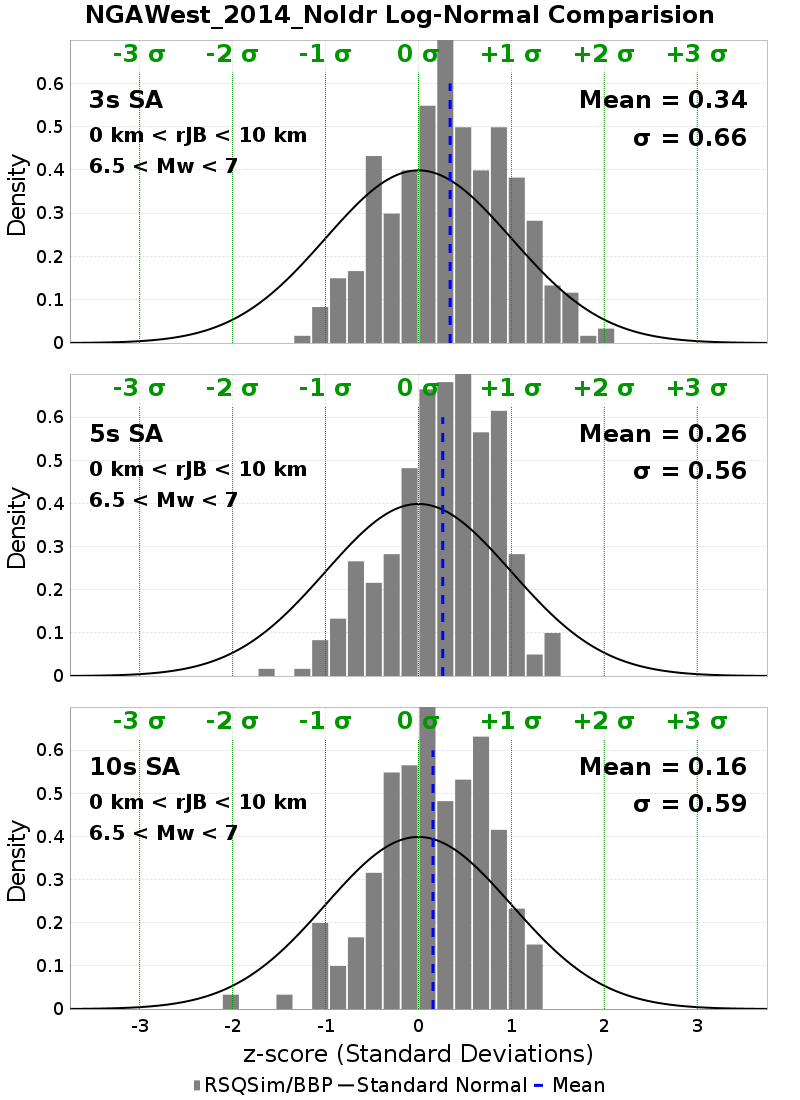 NGAWest_2014_NoIdr Log-Normal Comparision
-3 σ -2 σ -1 σ 0 σ +1 σ +2 σ +3 σ
3s SA
0 km < rJB < 10 km
6.5 < Mw < 7
Mean = 0.34
σ = 0.66
Density
0.6
0.5
0.4
0.3
0.2
0.1
0
-3 σ -2 σ -1 σ 0 σ +1 σ +2 σ +3 σ
5s SA
0 km < rJB < 10 km
6.5 < Mw < 7
Mean = 0.26
σ = 0.56
Density
0.6
0.5
0.4
0.3
0.2
0.1
0
-3 σ -2 σ -1 σ 0 σ +1 σ +2 σ +3 σ
10s SA
0 km < rJB < 10 km
6.5 < Mw < 7
Mean = 0.16
σ = 0.59
Density
0.6
0.5
0.4
0.3
0.2
0.1
0
-3 -2 -1 0 1 2 3
z-score (Standard Deviations)
RSQSim/BBP Standard Normal Mean